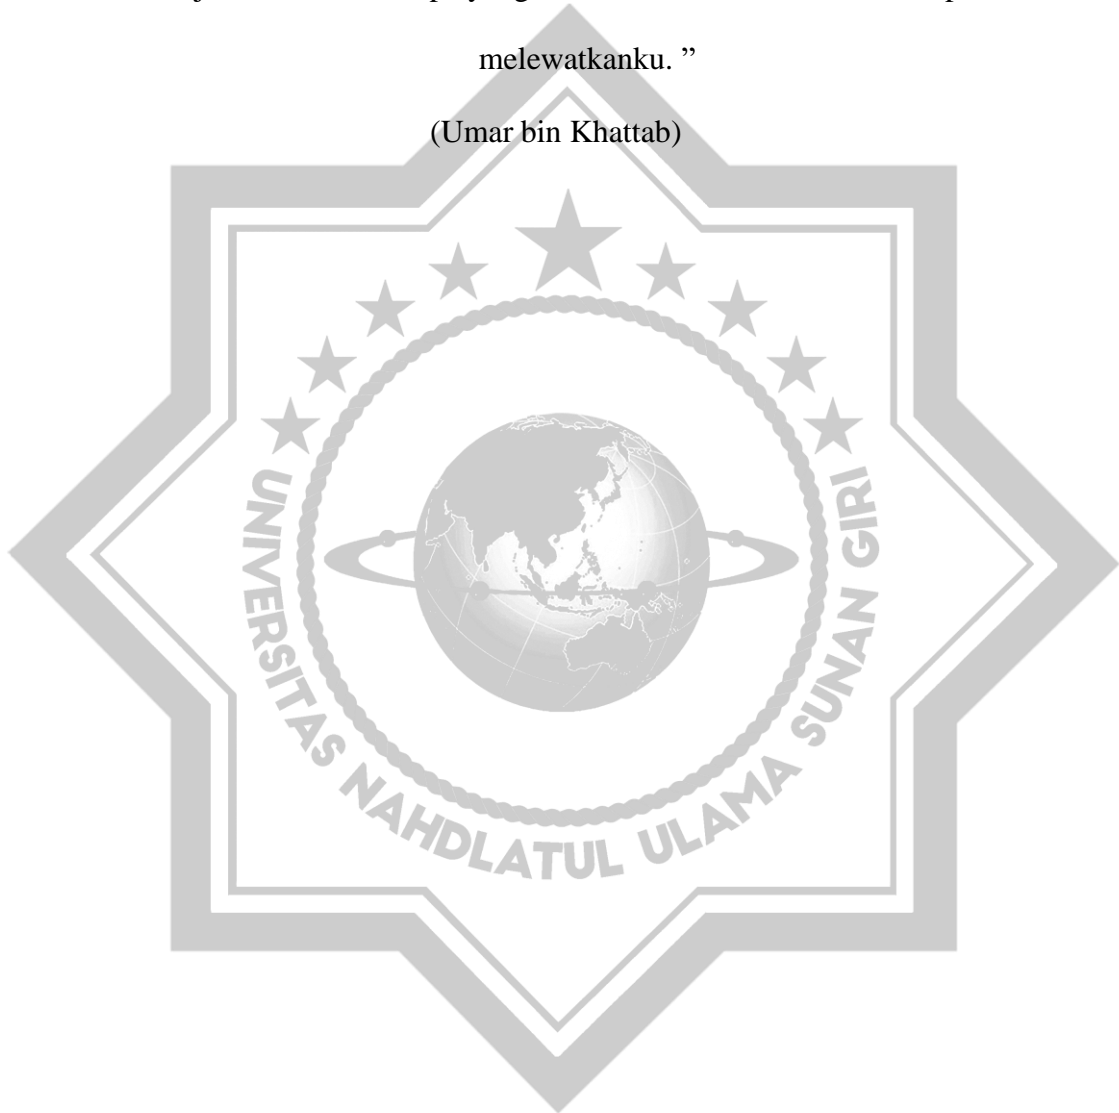 melewatkanku. ”
(Umar bin Khattab)
UNIVERSITAS NAHDLATUL ULAMA SUNAN GIRI